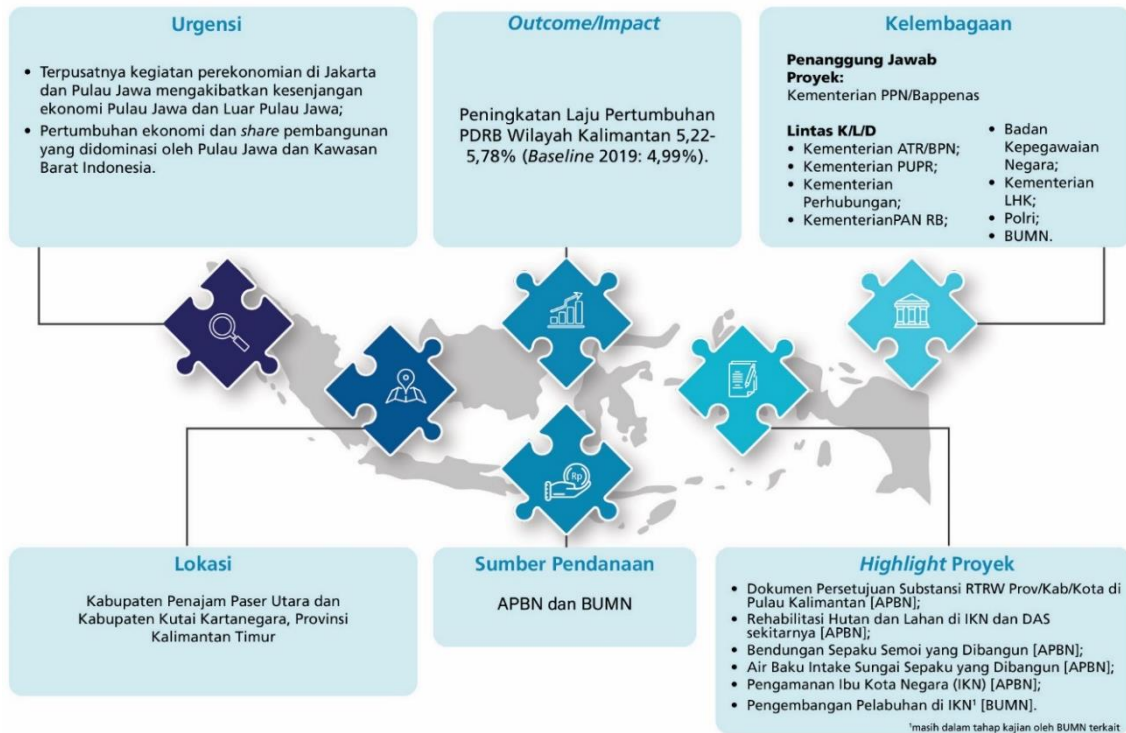 Urgensi
• Terpusatnya kegiatan perekonomian di Jakarta
dan Pulau Jawa mengakibatkan kesenjangan
ekonomi Pulau Jawa dan Luar Pulau Jawa;
• Pertumbuhan ekonomi dan share pembangunan
yang didominasi oleh Pulau Jawa dan Kawasan
Barat Indonesia.
Outcome/Impact
Peningkatan Laju Pertumbuhan
PDRB Wilayah Kalimantan 5,22-
5,78% (Baseline 2019: 4,99%).
Kelembagaan
Penanggung Jawab
Proyek:
Kementerian PPN/Bappenas
Lintas K/L/D
• Kementerian ATR/BPN;
• Kementerian PUPR;
• Kementerian
Perhubungan;
• KementerianPAN RB;
• Badan
Kepegawaian
Negara;
• Kementerian
LHK;
• Polri;
• BUMN.
Rp
Lokasi
Kabupaten Penajam Paser Utara dan
Kabupaten Kutai Kartanegara, Provinsi
Kalimantan Timur
Sumber Pendanaan
APBN dan BUMN
Highlight Proyek
• Dokumen Persetujuan Substansi RTRW Prov/Kab/Kota di
Pulau Kalimantan [APBN];
• Rehabilitasi Hutan dan Lahan di IKN dan DAS
sekitarnya [APBN];
• Bendungan Sepaku Semoi yang Dibangun [APBN];
• Air Baku Intake Sungai Sepaku yang Dibangun [APBN];
• Pengamanan Ibu Kota Negara (IKN) [APBN];
• Pengembangan Pelabuhan di IKN¹ [BUMN].
¹masih dalam tahap kajian oleh BUMN terkait